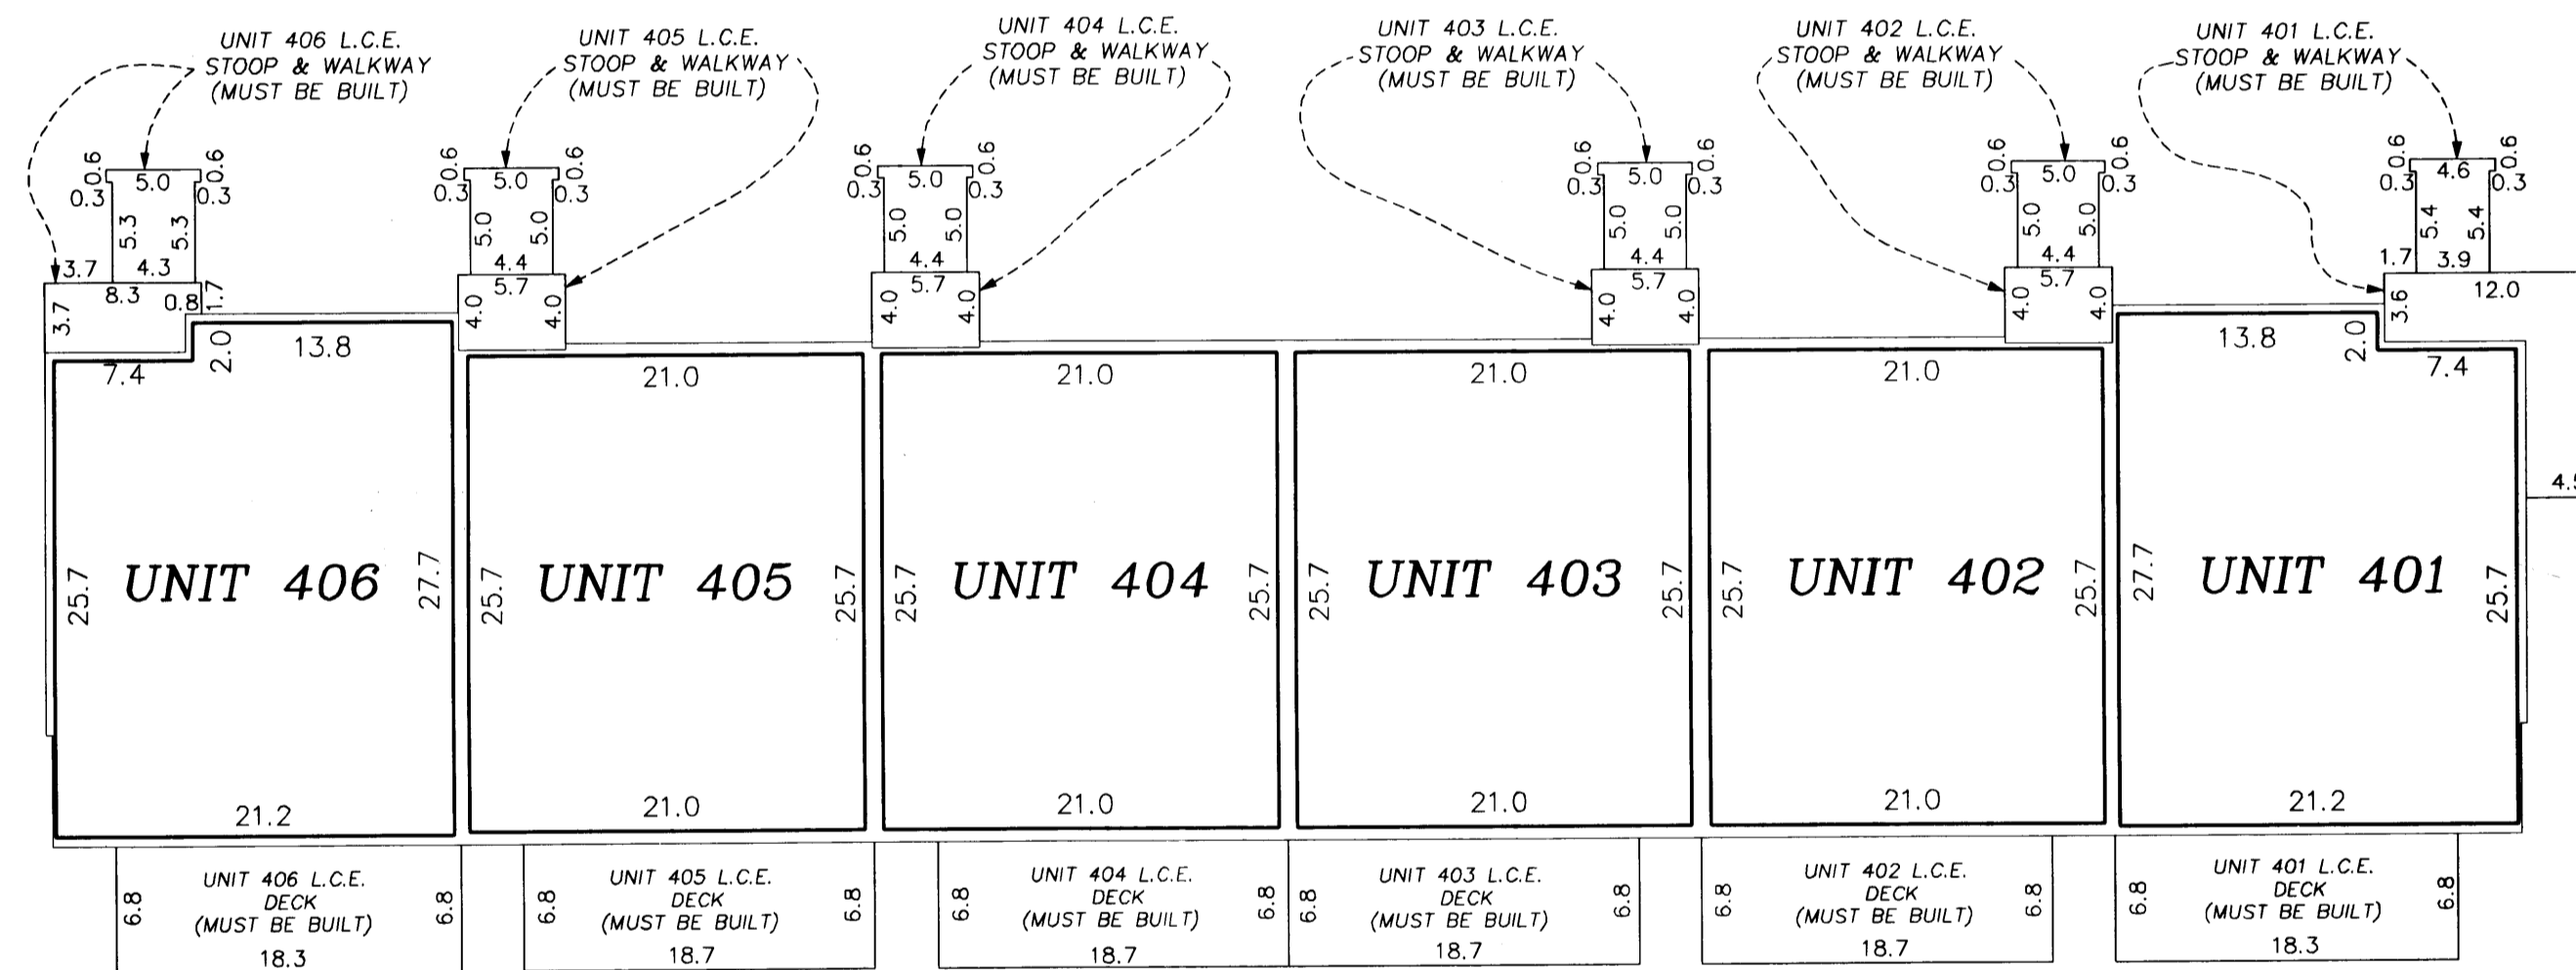 UNIT 406 L.C.E.
STOOP & WALKWAY
(MUST BE BUILT)
UNIT 405 L.C.E.
STOOP & WALKWAY
(MUST BE BUILT)
UNIT 404 L.C.E.
STOOP & WALKWAY
(MUST BE BUILT)
UNIT 403 L.C.E.
STOOP & WALKWAY
(MUST BE BUILT)
UNIT 402 L.C.E.
STOOP & WALKWAY
(MUST BE BUILT)
UNIT 401 L.C.E.
STOOP & WALKWAY
(MUST BE BUILT)
0.6
5.0
0.6
0.3
0.3
5.3
5.3
3.7
4.3
8.3
0.8
1.7
3.7
0.6
5.0
0.6
0.3
0.3
5.0
5.0
4.4
5.7
4.0
4.0
0.6
5.0
0.6
0.3
0.3
5.0
5.0
4.4
5.7
4.0
4.0
0.6
5.0
0.6
0.3
0.3
5.0
5.0
4.4
5.7
4.0
4.0
0.6
5.0
0.6
0.3
0.3
5.0
5.0
4.4
5.7
4.0
4.0
0.6
4.6
0.6
0.3
0.3
5.4
5.4
1.7
3.9
12.0
3.6
7.4
2.0
13.8
25.7
UNIT 406
27.7
21.2
21.0
25.7
UNIT 405
25.7
21.0
21.0
25.7
UNIT 404
25.7
21.0
21.0
25.7
UNIT 403
25.7
21.0
21.0
25.7
UNIT 402
25.7
21.0
13.8
2.0
7.4
27.7
UNIT 401
25.7
21.2
6.8
UNIT 406 L.C.E.
DECK
(MUST BE BUILT)
6.8
18.3
6.8
UNIT 405 L.C.E.
DECK
(MUST BE BUILT)
6.8
18.7
6.8
UNIT 404 L.C.E.
DECK
(MUST BE BUILT)
6.8
18.7
6.8
UNIT 403 L.C.E.
DECK
(MUST BE BUILT)
6.8
18.7
6.8
UNIT 402 L.C.E.
DECK
(MUST BE BUILT)
6.8
18.7
6.8
UNIT 401 L.C.E.
DECK
(MUST BE BUILT)
6.8
18.3